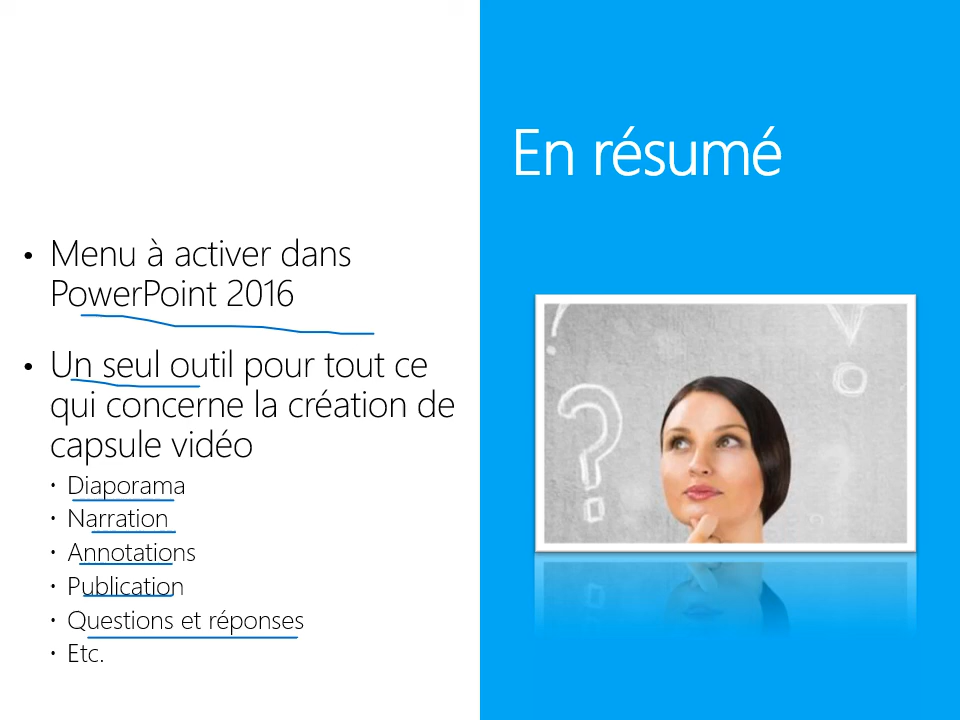 En résumé
• Menu à activer dans
PowerPoint 2016
• Un seul outil pour tout ce
qui concerne la création de
capsule vidéo
• Diaporama
• Narration
• Annotations
• Publication
• Questions et réponses
• Etc.